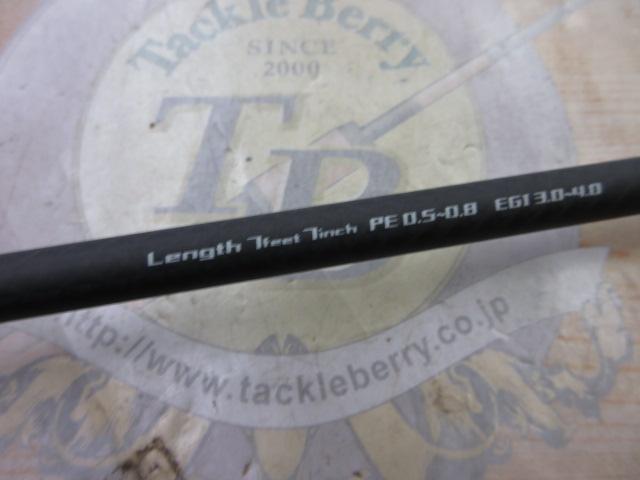 Tackle Berry
SINCE
2000
TB
Length 7feet 7inch PE 0.5~0.8 EGI 3.0~4.0
http://www.tackleberry.co.jp